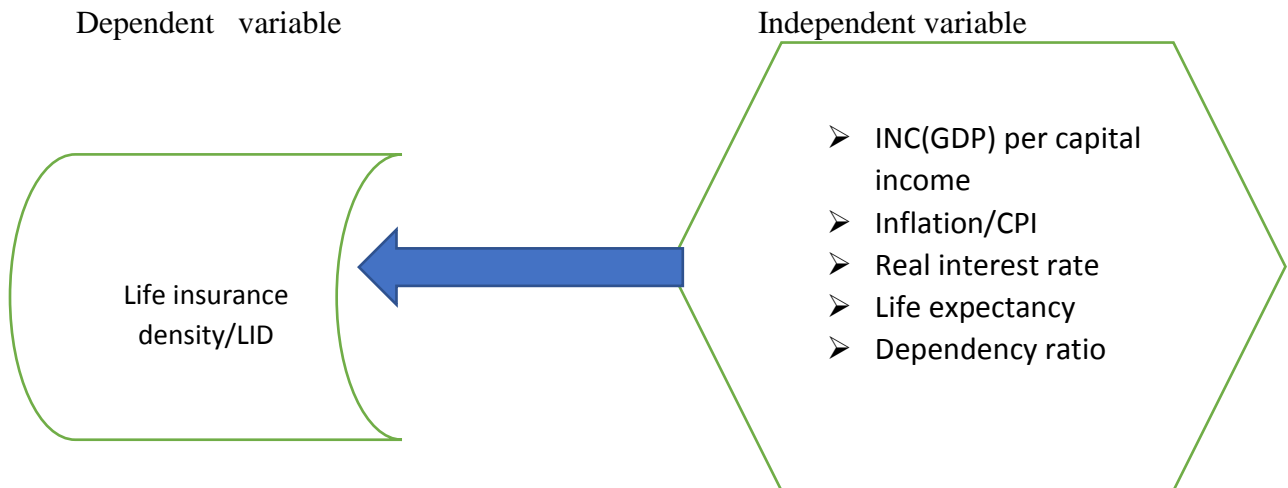 Dependent variable
Independent variable
➢ INC(GDP) per capital
income
➢ Inflation/CPI
➢ Real interest rate
➢ Life expectancy
➢ Dependency ratio
Life insurance
density/LID